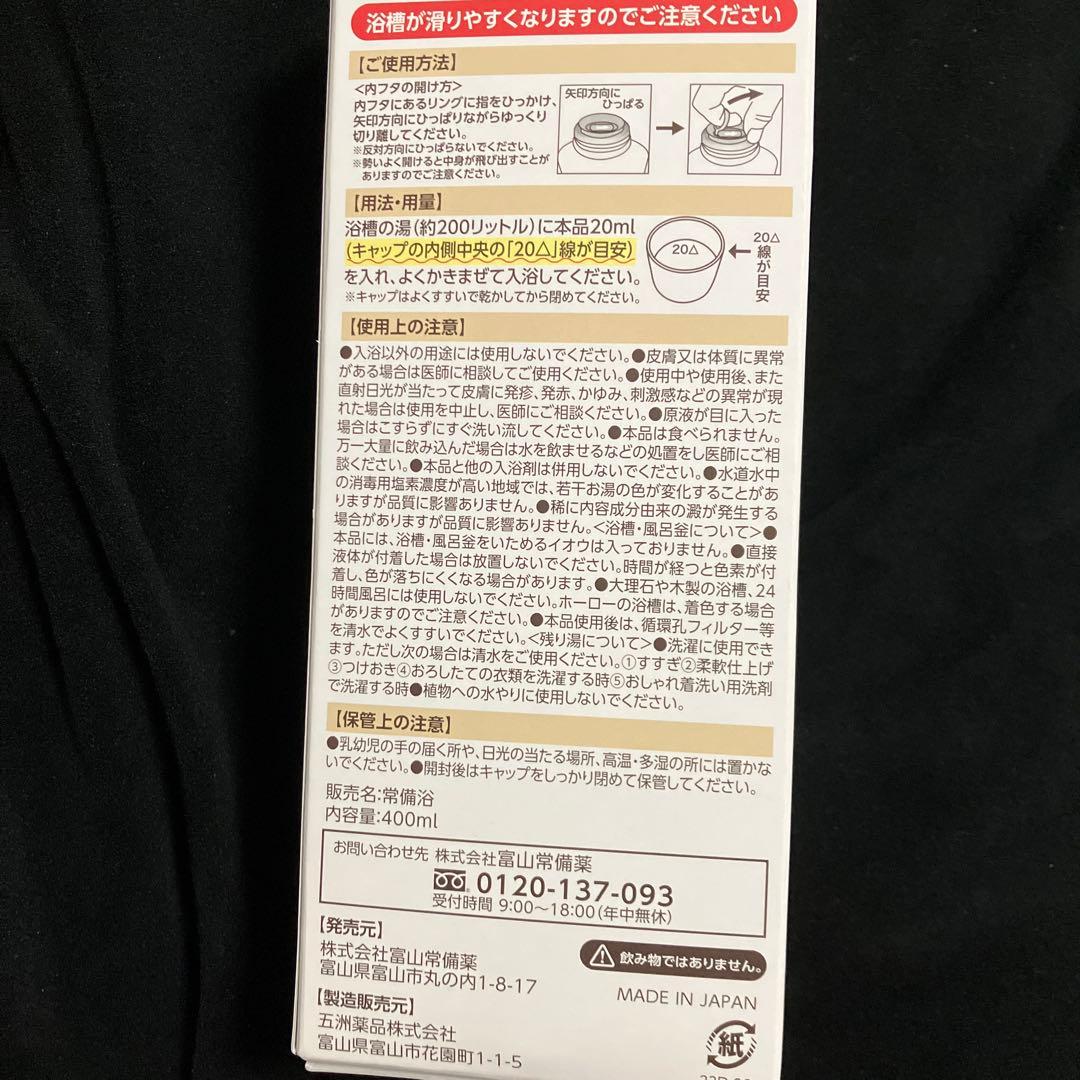 浴槽が滑りやすくなりますのでご注意ください
【ご使用方法】
<内フタの開け方>
内フタにあるリングに指をひっかけ、
矢印方向にひっぱりながらゆっくり
切り離してください。
※反対方向にひっぱらないでください。
※勢いよく開けると中身が飛び出すことが
ありますのでご注意ください。
矢印方向に
ひっぱる
【用法・用量】
浴槽の湯(約200リットル)に本品20ml
(キャップの内側中央の「20△」線が目安)
を入れ、よくかきまぜて入浴してください。
※キャップはよくすすいで乾かしてから閉めてください。
20△
20△
線が目安
【使用上の注意】
●入浴以外の用途には使用しないでください。●皮膚又は体質に異常
がある場合は医師に相談してご使用ください。●使用中や使用後、また
直射日光が当たって皮膚に発疹、発赤、かゆみ、刺激感などの異常が現
れた場合は使用を中止し、医師にご相談ください。●原液が目に入った
場合はこすらずにすぐ洗い流してください。●本品は食べられません。
万一大量に飲み込んだ場合は水を飲ませるなどの処置をし医師にご相
談ください。●本品と他の入浴剤は併用しないでください。●水道水中
の消毒用塩素濃度が高い地域では、若干お湯の色が変化することがあ
りますが品質に影響ありません。●稀に内容成分由来の澱が発生する
場合がありますが品質に影響ありません。<浴槽・風呂釜について>●
本品には、浴槽・風呂釜をいためるイオウは入っておりません。●直接
液体が付着した場合は放置しないでください。時間が経つと色素が付
着し、色が落ちにくくなる場合があります。●大理石や木製の浴槽、24
時間風呂には使用しないでください。ホーローの浴槽は、着色する場合
がありますのでご注意ください。●本品使用後は、循環孔フィルター等
を清水でよくすすいでください。<残り湯について>●洗濯に使用でき
ます。ただし次の場合は清水をご使用ください。①すすぎ②柔軟仕上げ
③つけおき④おろしたての衣類を洗濯する時⑤おしゃれ着洗い用洗剤
で洗濯する時●植物への水やりに使用しないでください。
【保管上の注意】
●乳幼児の手の届く所や、日光の当たる場所、高温・多湿の所には置かな
いでください。●開封後はキャップをしっかり閉めて保管してください。
販売名:常備浴
内容量:400ml
お問い合わせ先 株式会社富山常備薬
0120-137-093
受付時間 9:00~18:00(年中無休)
【発売元】
株式会社富山常備薬
富山県富山市丸の内1-8-17
【製造販売元】
五洲薬品株式会社
富山県富山市花園町1-1-5
飲み物ではありません。
MADE IN JAPAN
紙